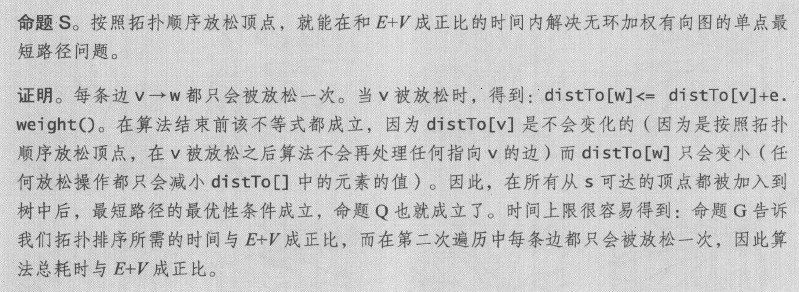 命题 S。按照拓扑顺序放松顶点，就能在和 E+V 成正比的时间内解决无环加权有向图的单点最
短路径问题。
证明。每条边 v→w 都只会被放松一次。当 v 被放松时，得到：distTo[w]<= distTo[v]+e.
weight()。在算法结束前该不等式都成立，因为 distTo[v] 是不会变化的（因为是按照拓扑
顺序放松顶点，在 v 被放松之后算法不会再处理任何指向 v 的边）而 distTo[w] 只会变小（任
何放松操作都只会减小 distTo[] 中的元素的值）。因此，在所有从 s 可达的顶点都被加入到
树中后，最短路径的最优性条件成立，命题 Q 也就成立了。时间上限很容易得到：命题 G 告诉
我们拓扑排序所需的时间与 E+V 成正比，而在第二次遍历中每条边都只会被放松一次，因此算
法总耗时与 E+V 成正比。